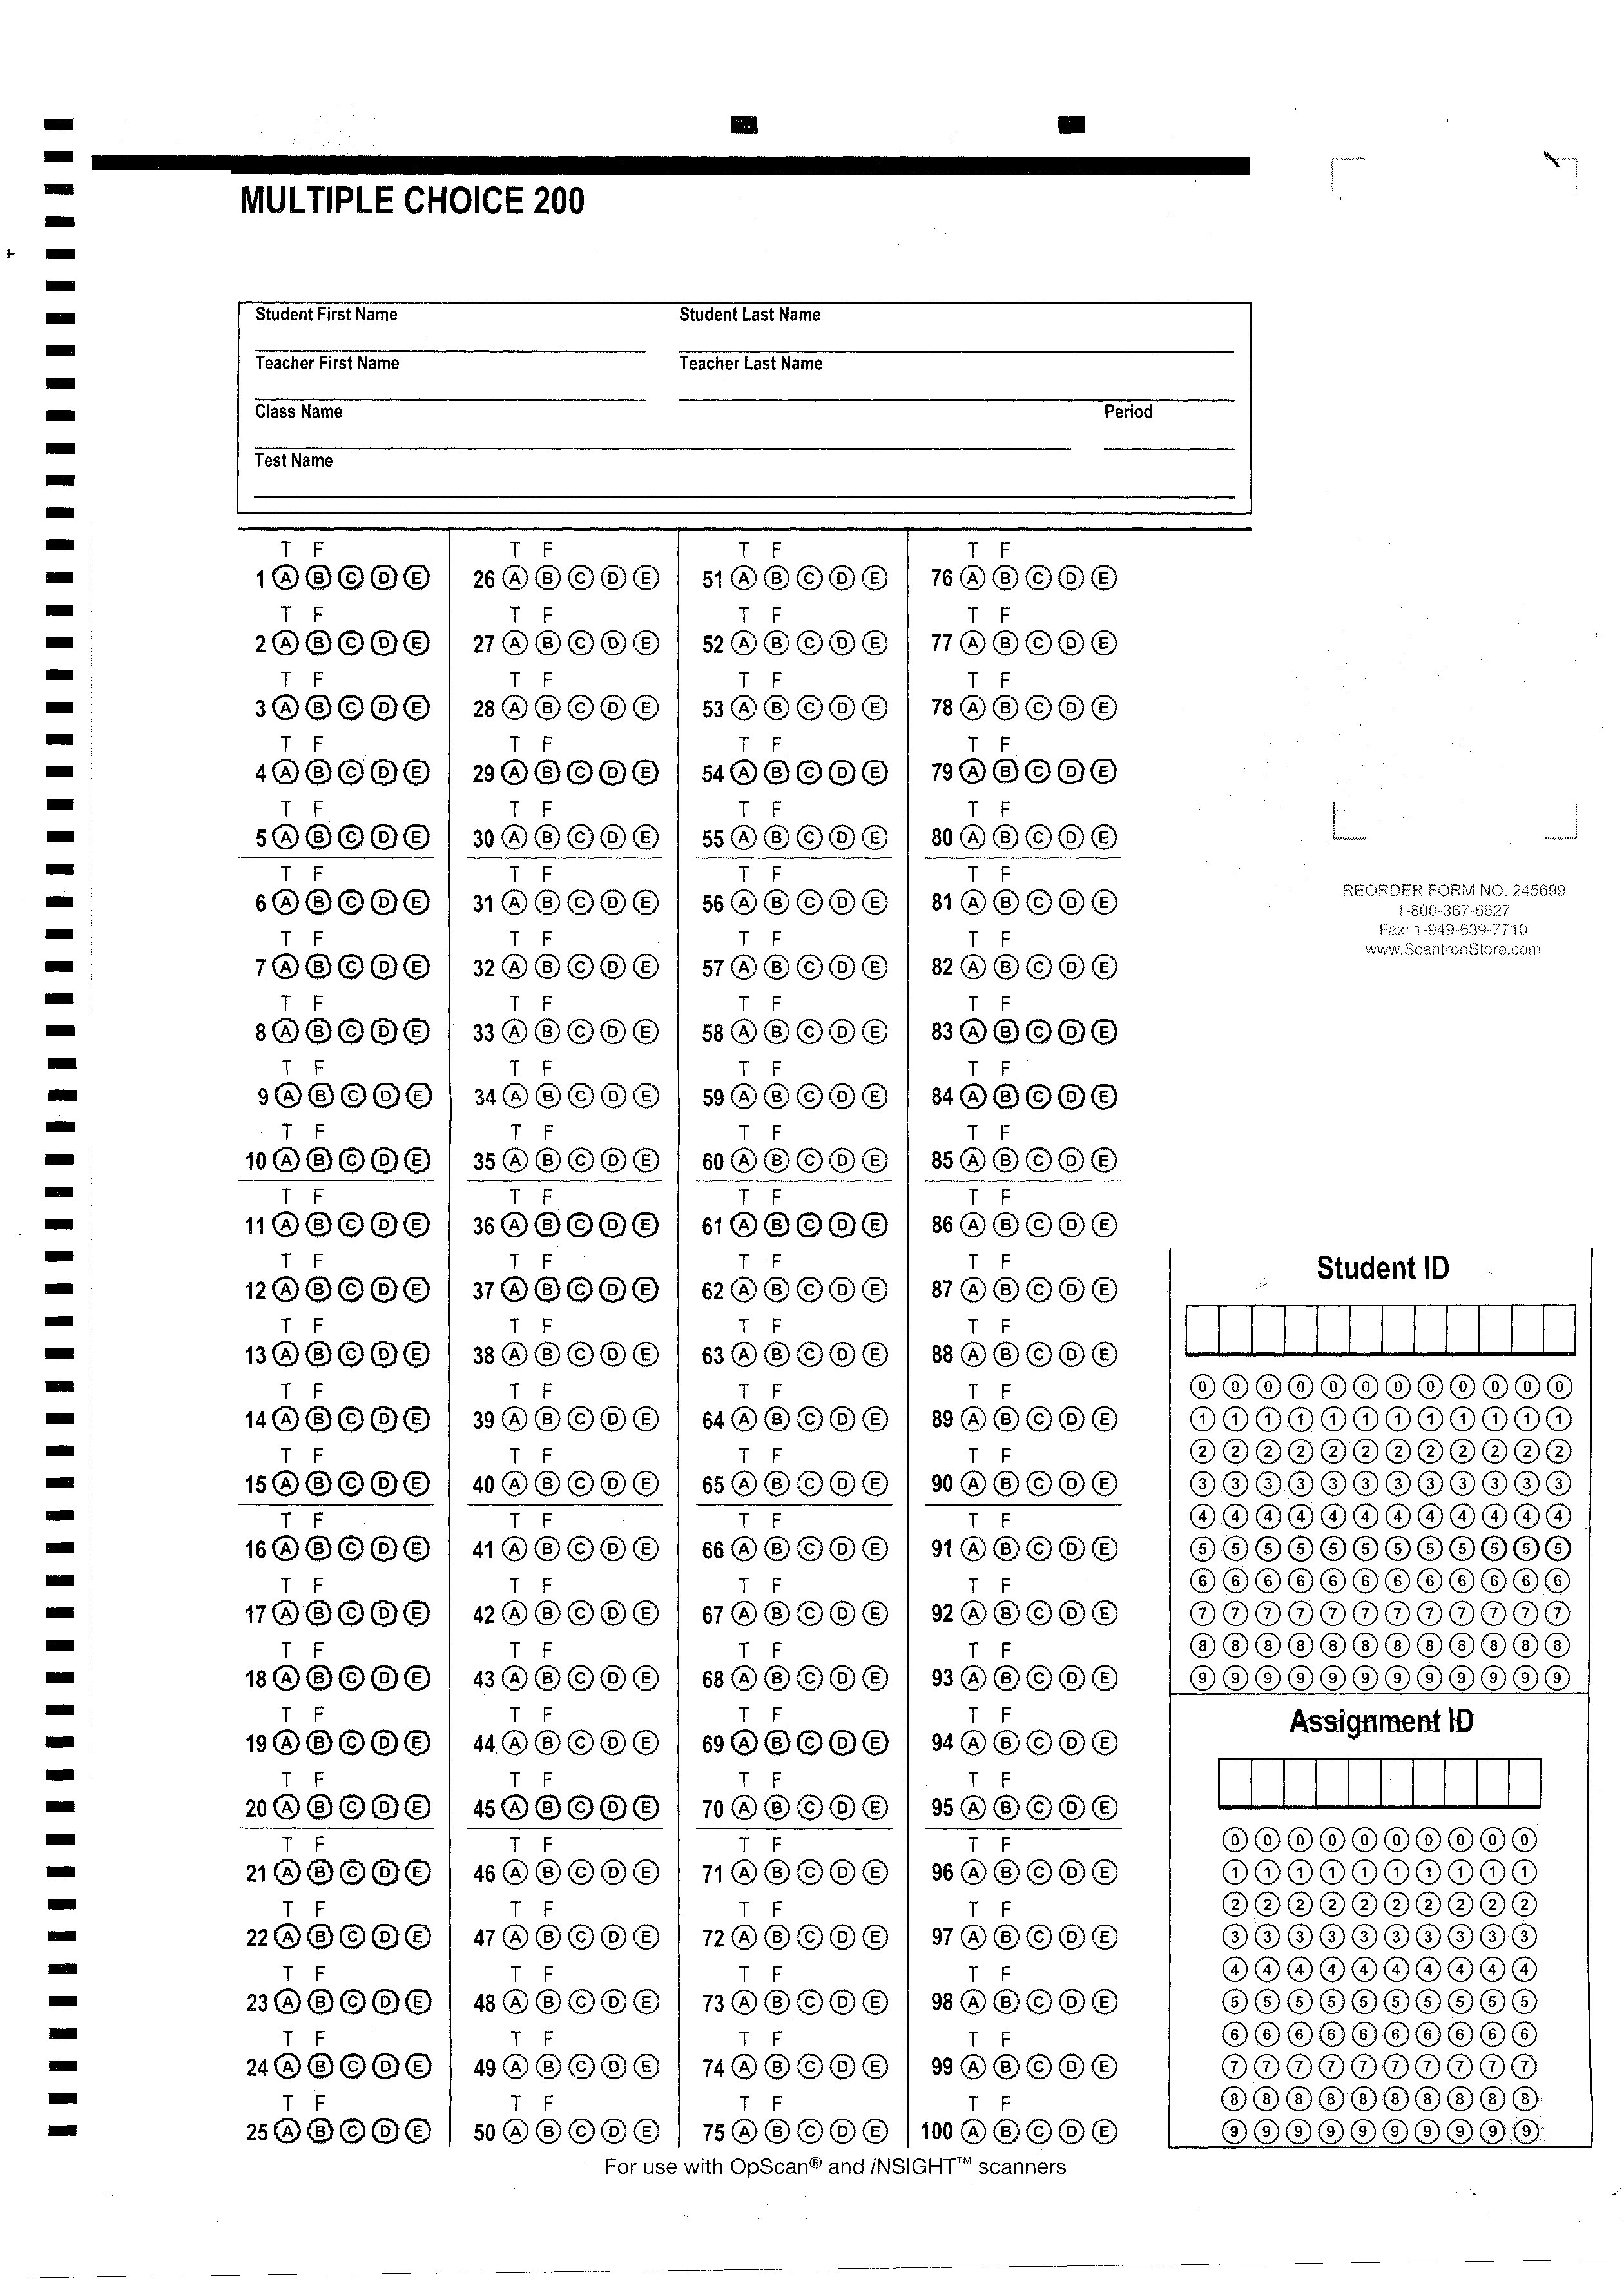 MULTIPLE CHOICE 200
Student First Name Student Last Name
Teacher First Name Teacher Last Name
Class Name Period
Test Name
T F T F T F T F
1 A B C D E 26 A B C D E 51 A B C D E 76 A B C D E
T F T F T F T F
2 A B C D E 27 A B C D E 52 A B C D E 77 A B C D E
T F T F T F T F
3 A B C D E 28 A B C D E 53 A B C D E 78 A B C D E
T F T F T F T F
4 A B C D E 29 A B C D E 54 A B C D E 79 A B C D E
T F T F T F T F
5 A B C D E 30 A B C D E 55 A B C D E 80 A B C D E
T F T F T F T F
6 A B C D E 31 A B C D E 56 A B C D E 81 A B C D E
T F T F T F T F
7 A B C D E 32 A B C D E 57 A B C D E 82 A B C D E
T F T F T F T F
8 A B C D E 33 A B C D E 58 A B C D E 83 A B C D E
T F T F T F T F
9 A B C D E 34 A B C D E 59 A B C D E 84 A B C D E
T F T F T F T F
10 A B C D E 35 A B C D E 60 A B C D E 85 A B C D E
T F T F T F T F
11 A B C D E 36 A B C D E 61 A B C D E 86 A B C D E
T F T F T F T F
12 A B C D E 37 A B C D E 62 A B C D E 87 A B C D E
T F T F T F T F
13 A B C D E 38 A B C D E 63 A B C D E 88 A B C D E
T F T F T F T F
14 A B C D E 39 A B C D E 64 A B C D E 89 A B C D E
T F T F T F T F
15 A B C D E 40 A B C D E 65 A B C D E 90 A B C D E
T F T F T F T F
16 A B C D E 41 A B C D E 66 A B C D E 91 A B C D E
T F T F T F T F
17 A B C D E 42 A B C D E 67 A B C D E 92 A B C D E
T F T F T F T F
18 A B C D E 43 A B C D E 68 A B C D E 93 A B C D E
T F T F T F T F
19 A B C D E 44 A B C D E 69 A B C D E 94 A B C D E
T F T F T F T F
20 A B C D E 45 A B C D E 70 A B C D E 95 A B C D E
T F T F T F T F
21 A B C D E 46 A B C D E 71 A B C D E 96 A B C D E
T F T F T F T F
22 A B C D E 47 A B C D E 72 A B C D E 97 A B C D E
T F T F T F T F
23 A B C D E 48 A B C D E 73 A B C D E 98 A B C D E
T F T F T F T F
24 A B C D E 49 A B C D E 74 A B C D E 99 A B C D E
T F T F T F T F
25 A B C D E 50 A B C D E 75 A B C D E 100 A B C D E
REORDER FORM NO. 245699
1-800-367-6627
Fax: 1-949-639-7710
www.ScantronStore.com
Student ID
0 0 0 0 0 0 0 0 0 0 0 0
1 1 1 1 1 1 1 1 1 1 1 1
2 2 2 2 2 2 2 2 2 2 2 2
3 3 3 3 3 3 3 3 3 3 3 3
4 4 4 4 4 4 4 4 4 4 4 4
5 5 5 5 5 5 5 5 5 5 5 5
6 6 6 6 6 6 6 6 6 6 6 6
7 7 7 7 7 7 7 7 7 7 7 7
8 8 8 8 8 8 8 8 8 8 8 8
9 9 9 9 9 9 9 9 9 9 9 9
Assignment ID
0 0 0 0 0 0 0 0 0 0
1 1 1 1 1 1 1 1 1 1
2 2 2 2 2 2 2 2 2 2
3 3 3 3 3 3 3 3 3 3
4 4 4 4 4 4 4 4 4 4
5 5 5 5 5 5 5 5 5 5
6 6 6 6 6 6 6 6 6 6
7 7 7 7 7 7 7 7 7 7
8 8 8 8 8 8 8 8 8 8
9 9 9 9 9 9 9 9 9 9
For use with OpScan® and iNSIGHT™ scanners